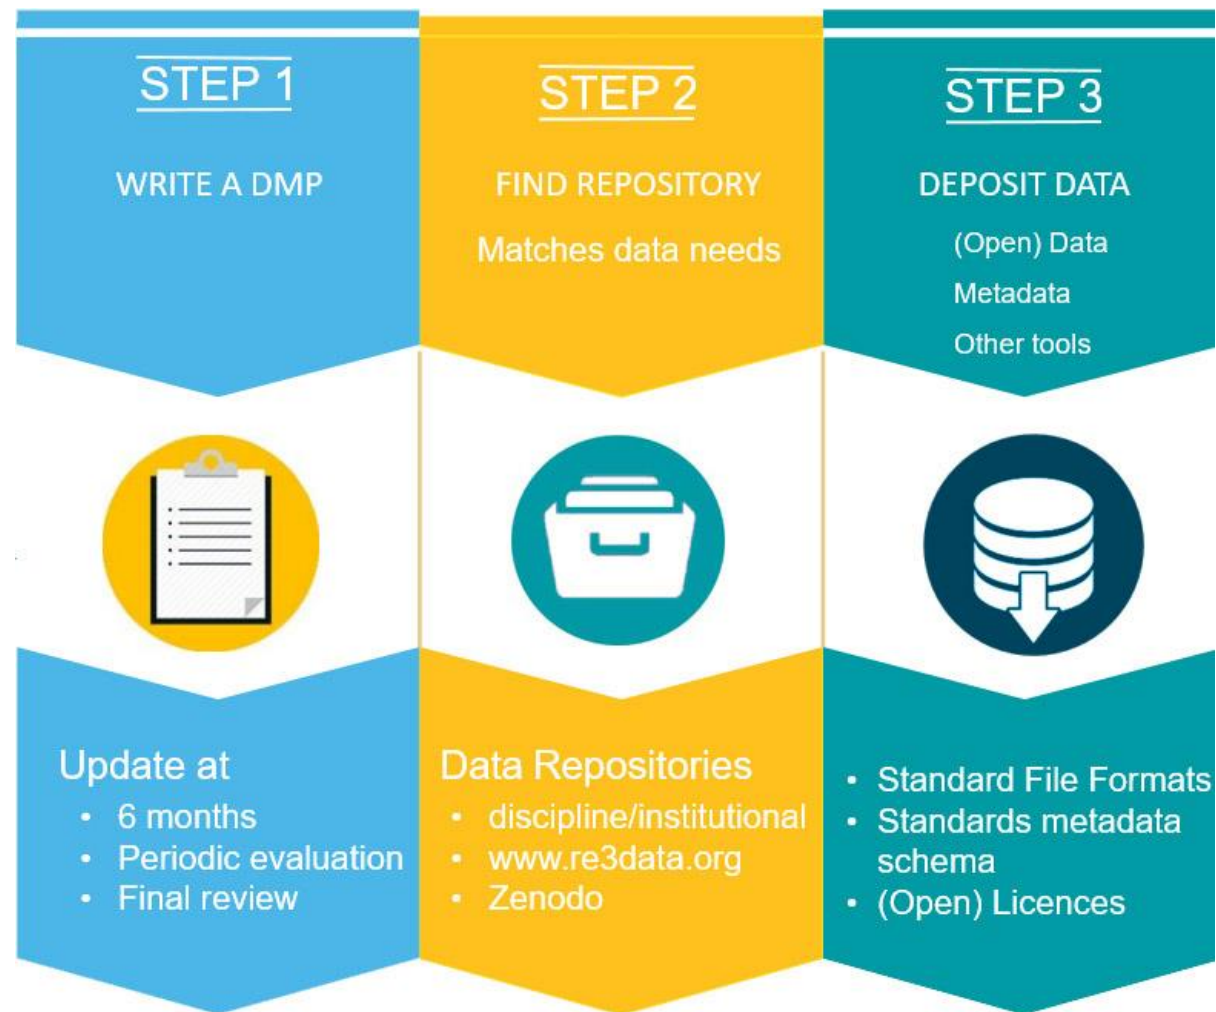 STEP 1
WRITE A DMP
Update at
• 6 months
• Periodic evaluation
• Final review
STEP 2
FIND REPOSITORY
Matches data needs
Data Repositories
• discipline/institutional
• www.re3data.org
• Zenodo
STEP 3
DEPOSIT DATA
(Open) Data
Metadata
Other tools
• Standard File Formats
• Standards metadata
schema
• (Open) Licences